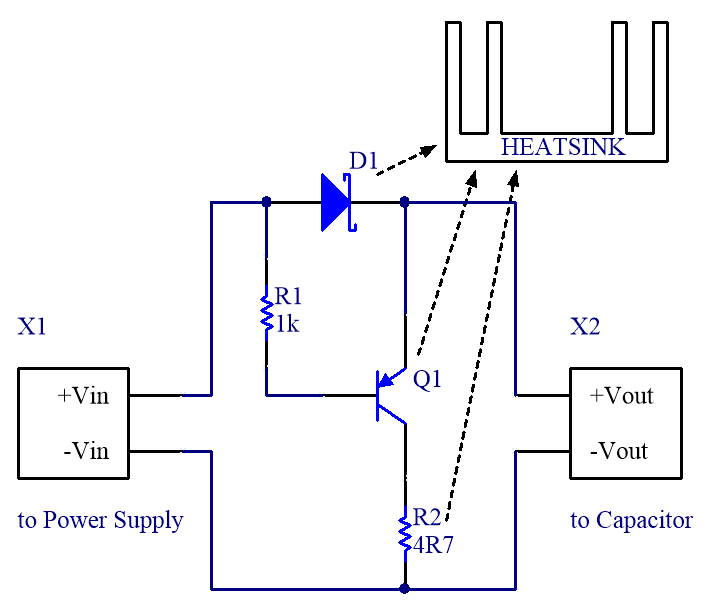 D1
HEATSINK
R1
1k
X1
X2
Q1
+Vin
-Vin
+Vout
-Vout
R2
4R7
to Power Supply
to Capacitor